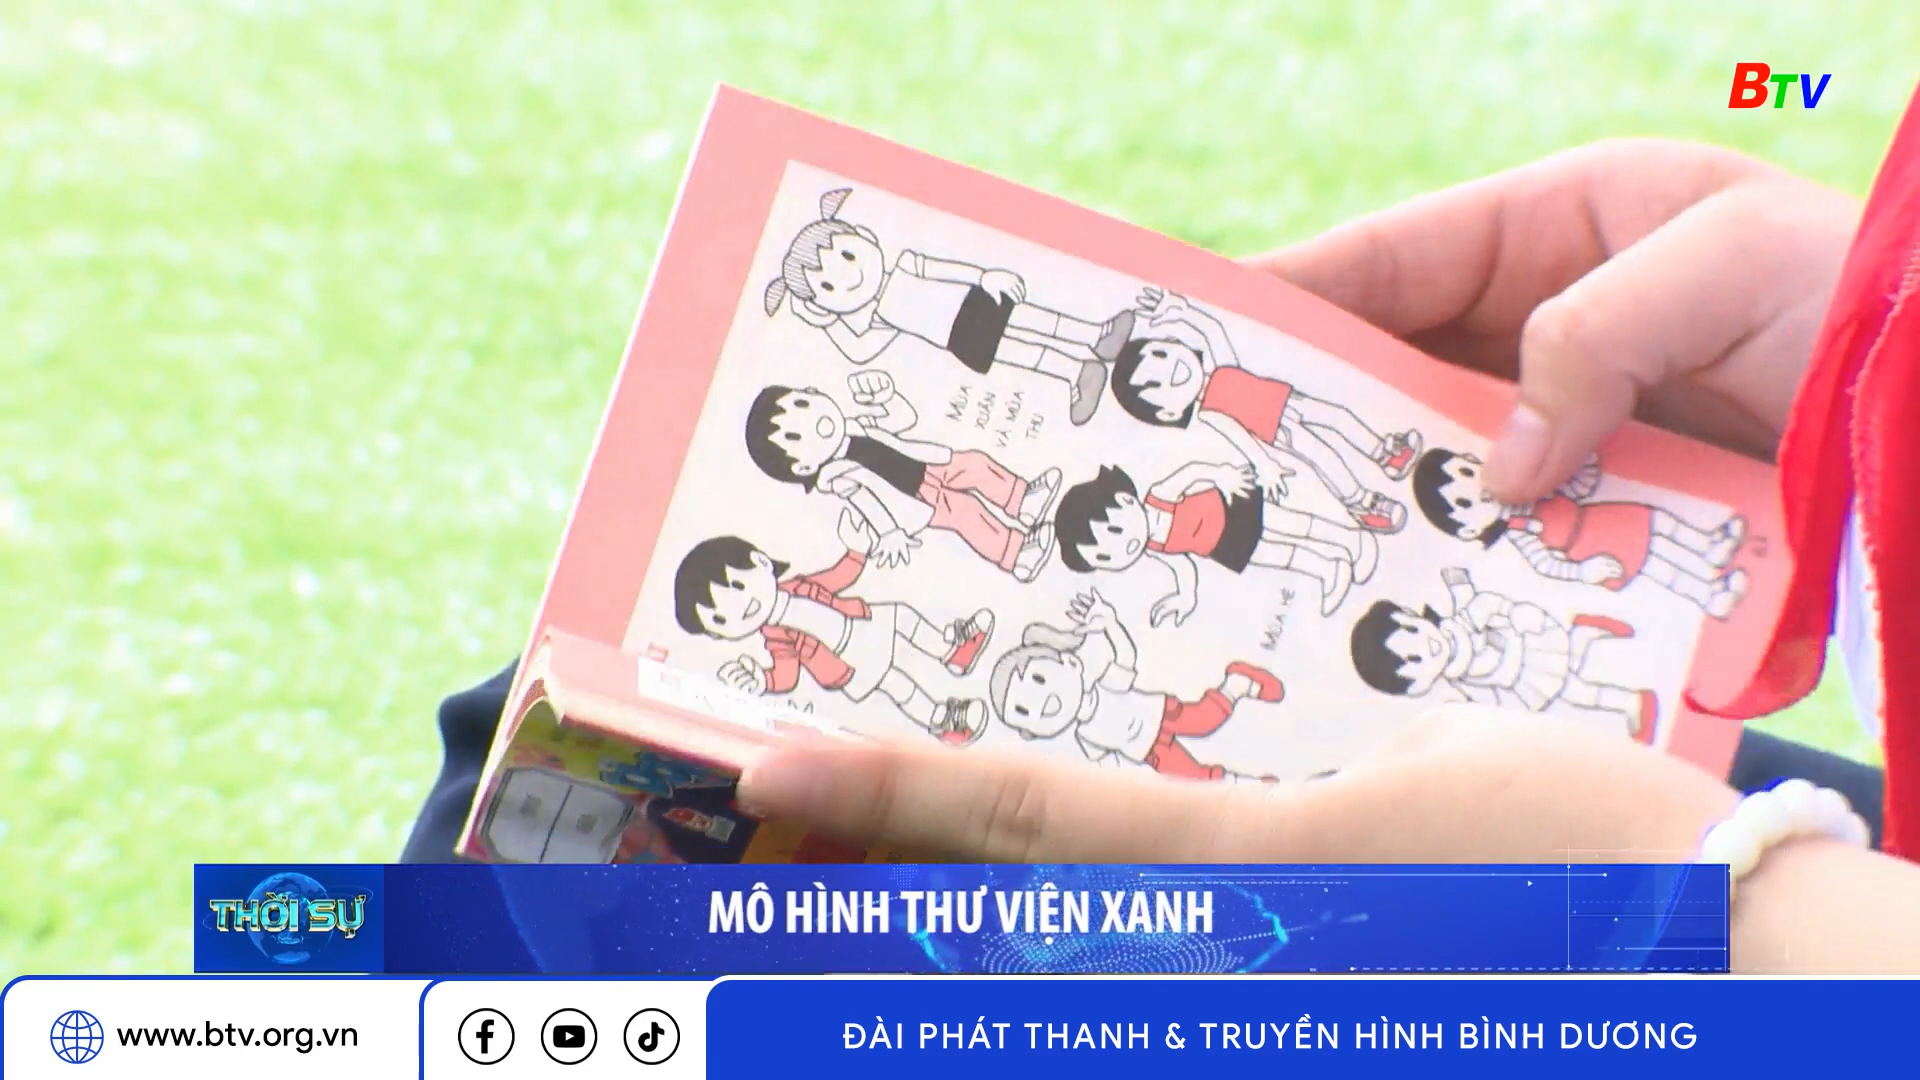 BTV
MÙA
XUÂN
VÀ MÙA
THU
MÙA HÈ
THỜI SỰ
MÔ HÌNH THƯ VIỆN XANH
www.btv.org.vn
ĐÀI PHÁT THANH & TRUYỀN HÌNH BÌNH DƯƠNG